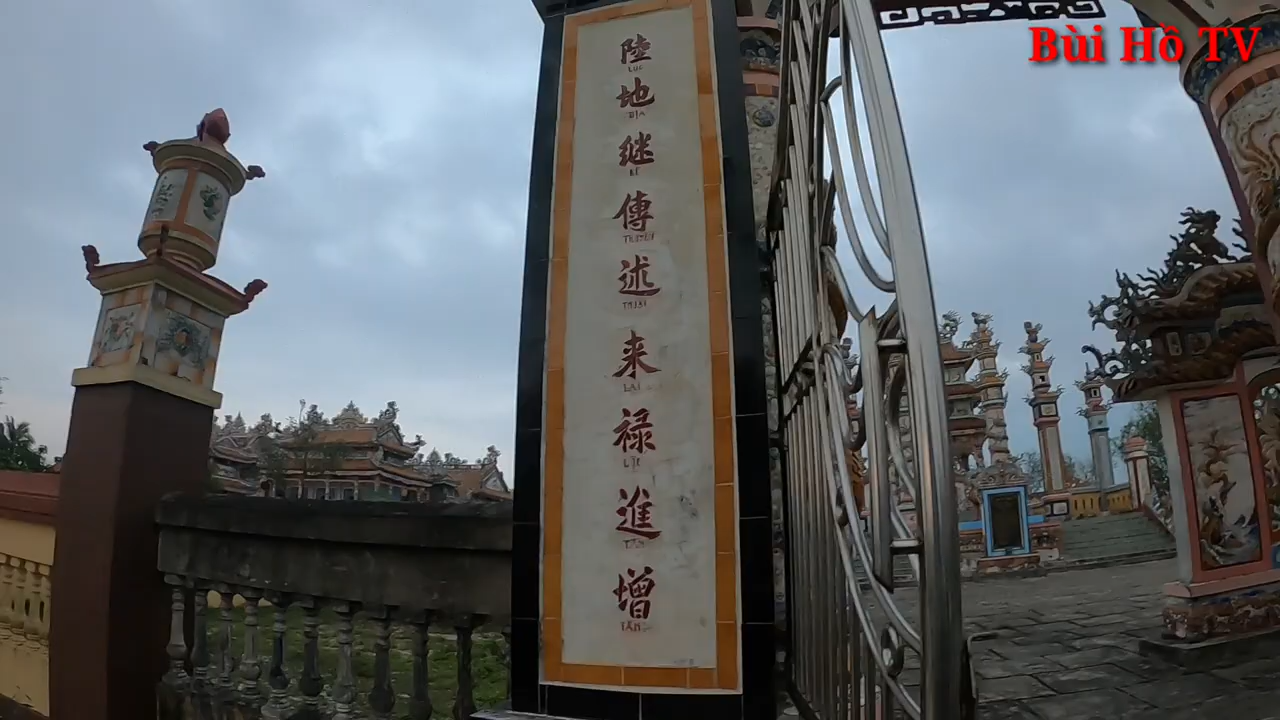 Bùi Hồ TV
陸
LỤC
地
ĐỊA
继
KẾ
傳
TRUYỀN
述
THUẬT
来
LAI
禄
LỘC
進
TẤN
增
TĂNG